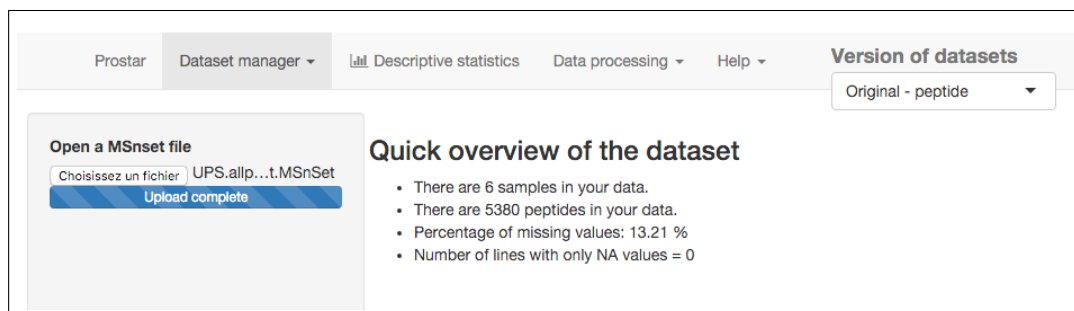 Prostar Dataset manager Descriptive statistics Data processing Help Version of datasets
Original - peptide
Open a MSnset file
Choisissez un fichier UPS.allp…t.MSnSet
Upload complete
Quick overview of the dataset
• There are 6 samples in your data.
• There are 5380 peptides in your data.
• Percentage of missing values: 13.21 %
• Number of lines with only NA values = 0